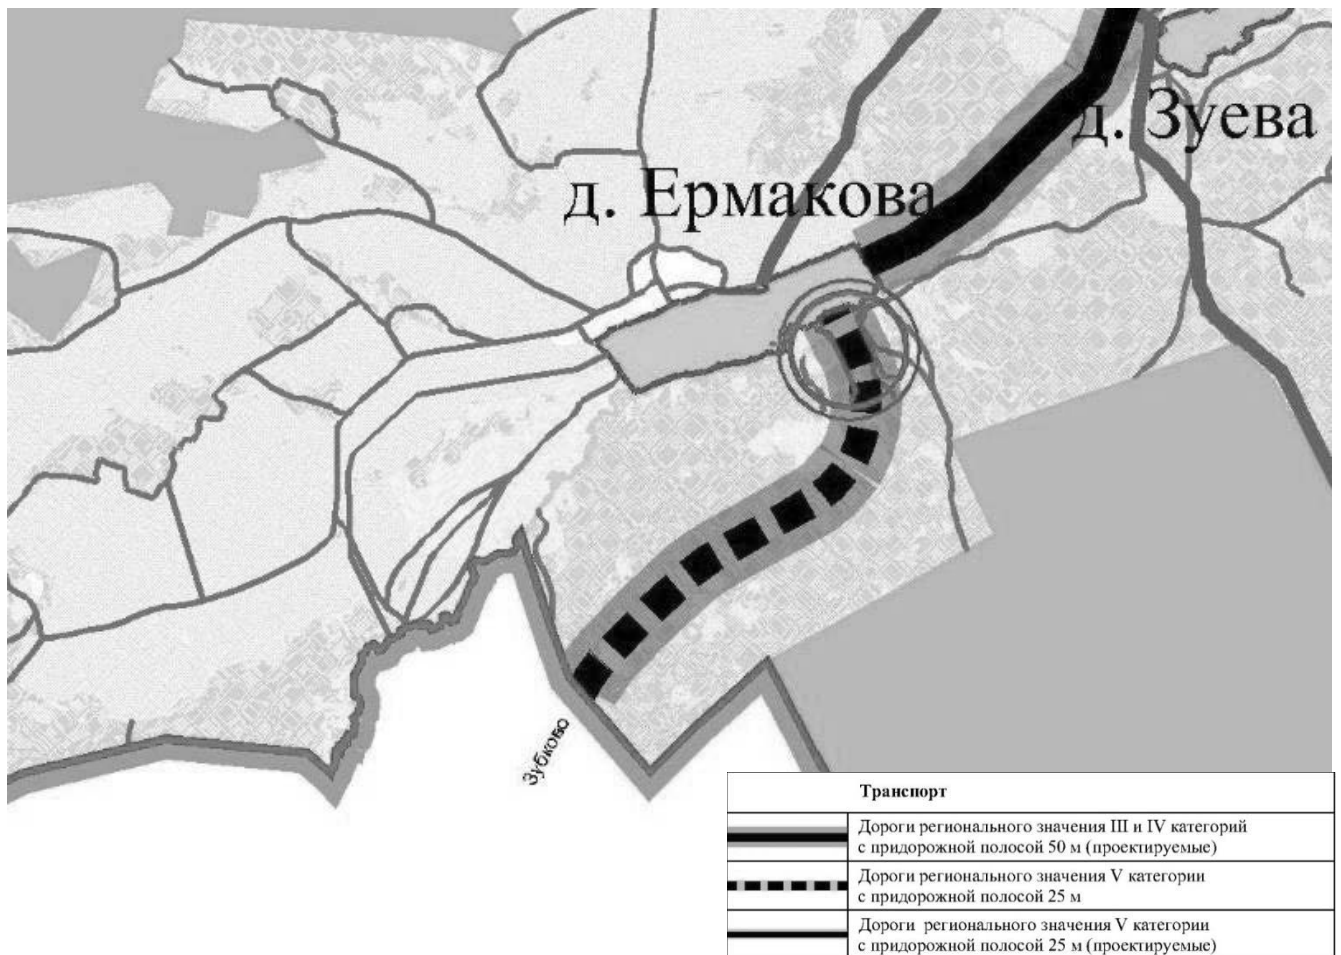 д. Зуева
д. Ермакова
Зубково
Транспорт
Дороги регионального значения III и IV категорий
с придорожной полосой 50 м (проектируемые)
Дороги регионального значения V категории
с придорожной полосой 25 м
Дороги регионального значения V категории
с придорожной полосой 25 м (проектируемые)